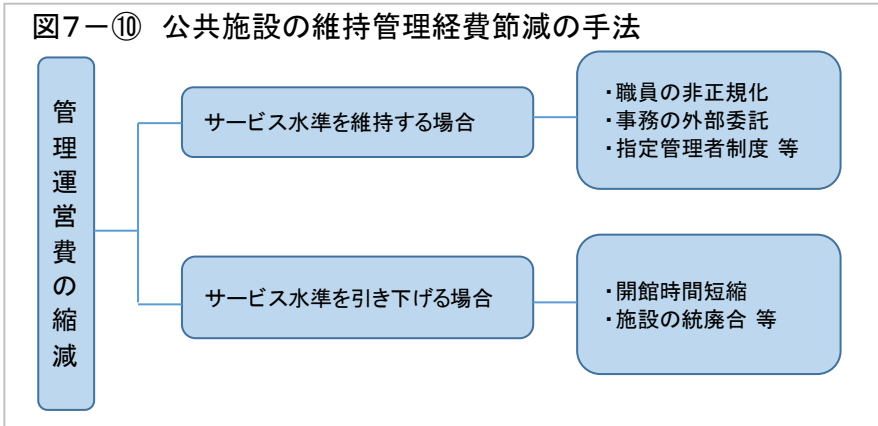 図7-⑩ 公共施設の維持管理経費節減の手法
管理運営費の縮減
サービス水準を維持する場合
・職員の非正規化
・事務の外部委託
・指定管理者制度 等
サービス水準を引き下げる場合
・開館時間短縮
・施設の統廃合 等